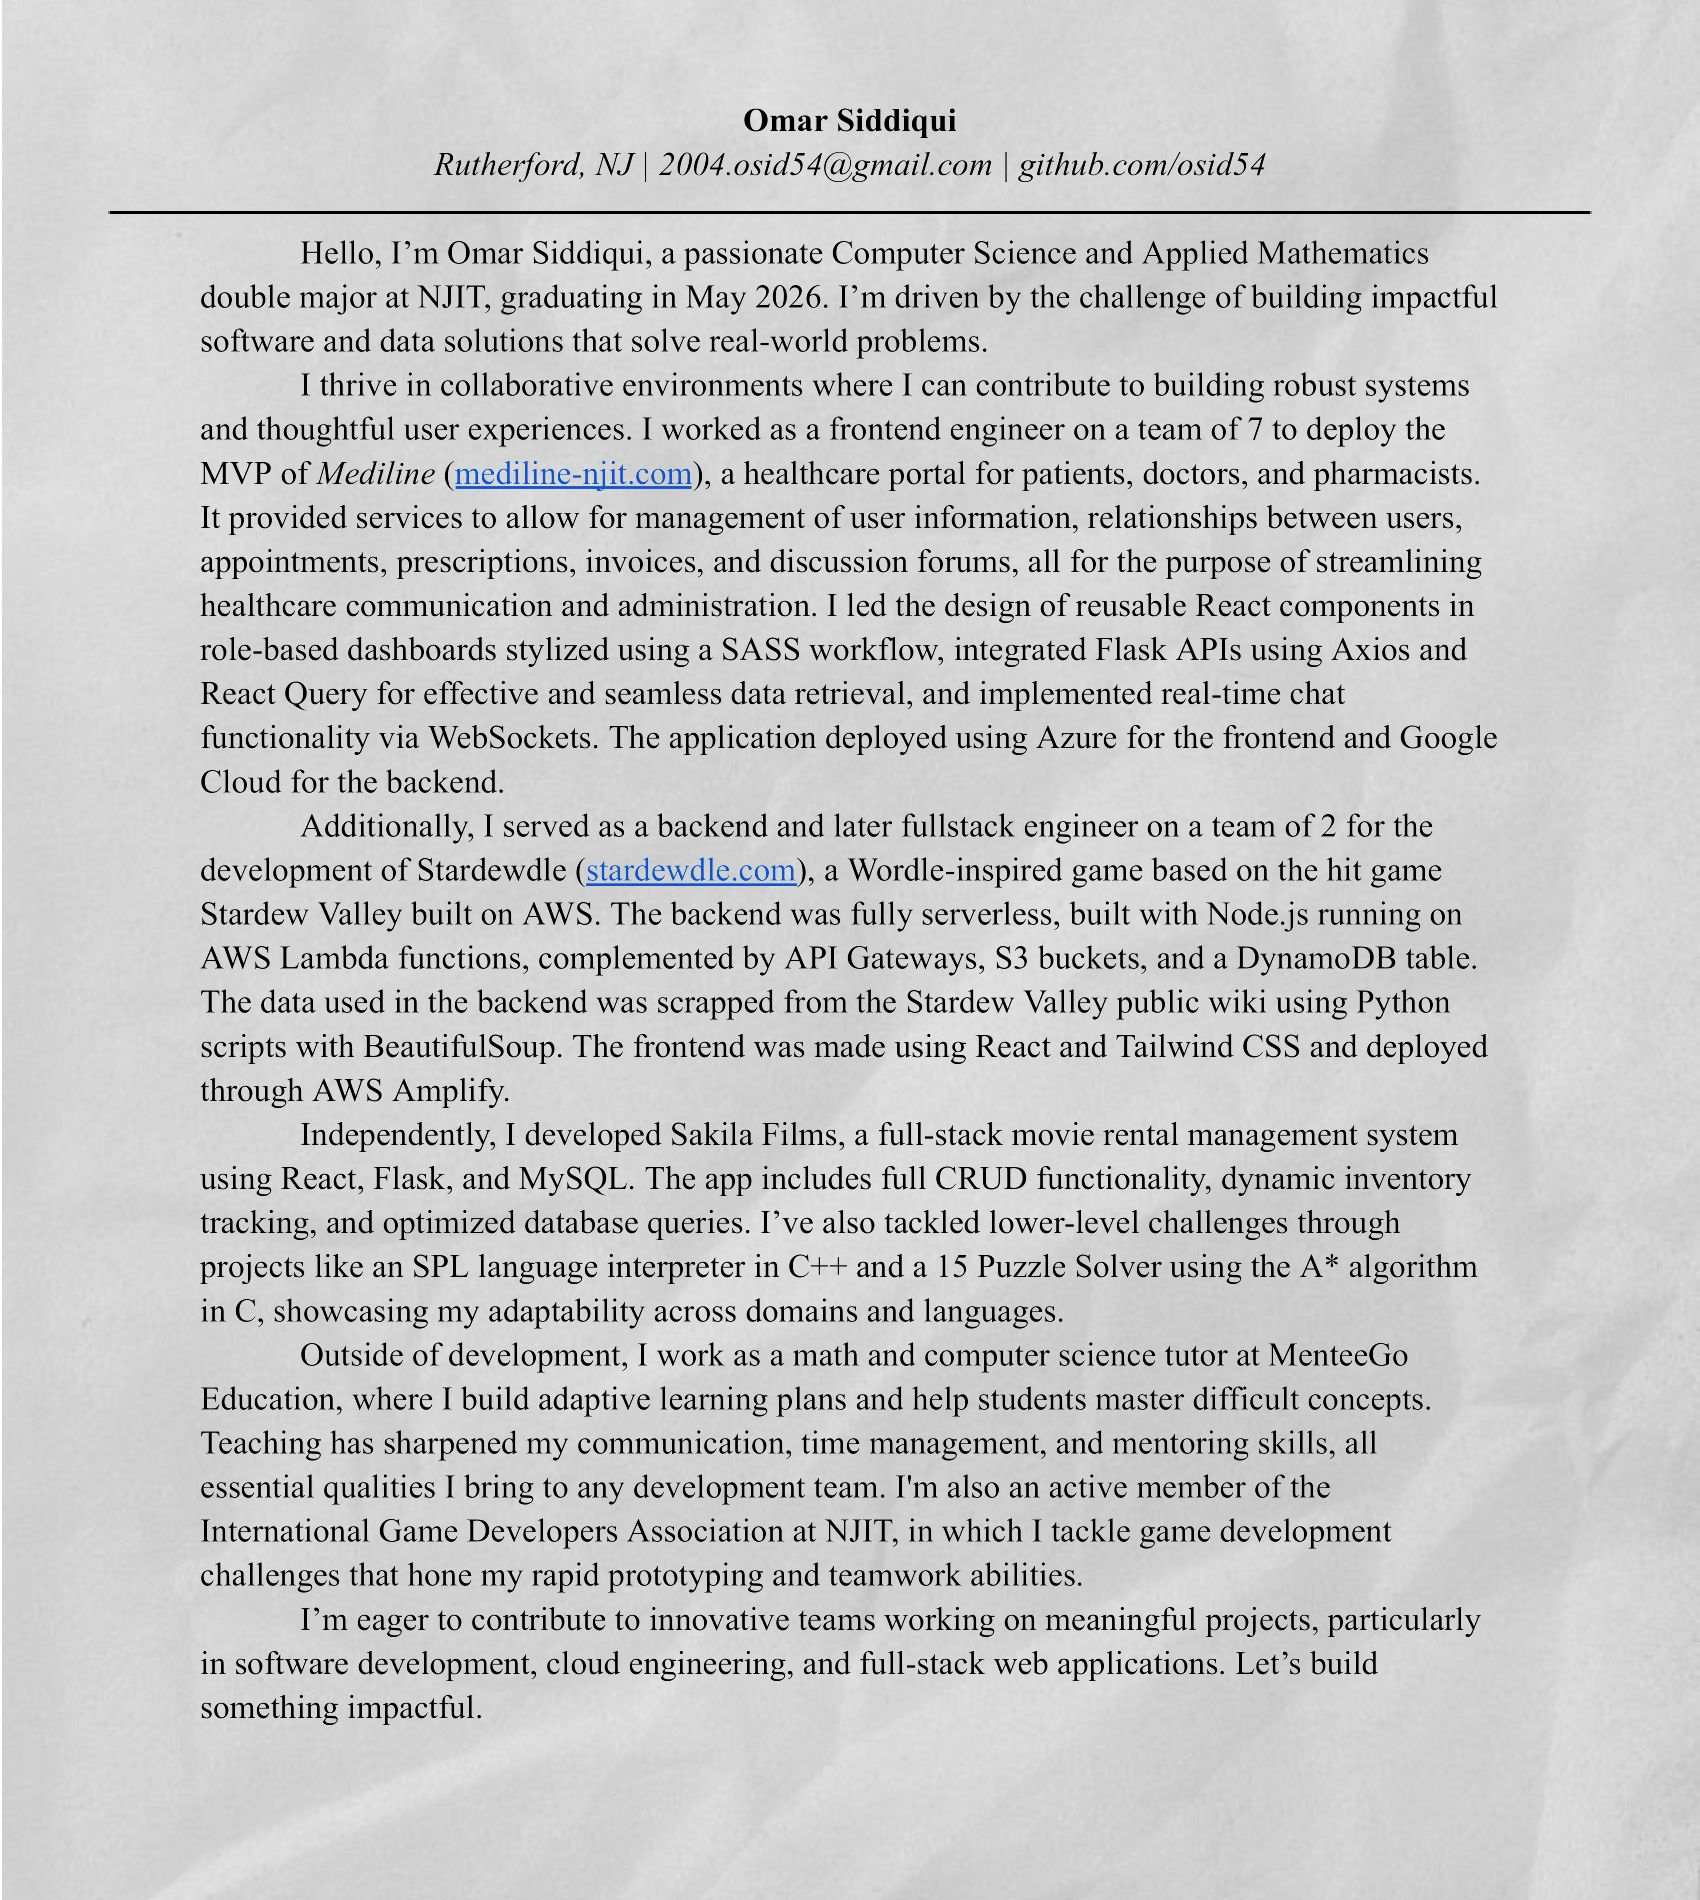 Omar Siddiqui
Rutherford, NJ | 2004.osid54@gmail.com | github.com/osid54
Hello, I’m Omar Siddiqui, a passionate Computer Science and Applied Mathematics
double major at NJIT, graduating in May 2026. I’m driven by the challenge of building impactful
software and data solutions that solve real-world problems.
I thrive in collaborative environments where I can contribute to building robust systems
and thoughtful user experiences. I worked as a frontend engineer on a team of 7 to deploy the
MVP of Mediline (mediline-njit.com), a healthcare portal for patients, doctors, and pharmacists.
It provided services to allow for management of user information, relationships between users,
appointments, prescriptions, invoices, and discussion forums, all for the purpose of streamlining
healthcare communication and administration. I led the design of reusable React components in
role-based dashboards stylized using a SASS workflow, integrated Flask APIs using Axios and
React Query for effective and seamless data retrieval, and implemented real-time chat
functionality via WebSockets. The application deployed using Azure for the frontend and Google
Cloud for the backend.
Additionally, I served as a backend and later fullstack engineer on a team of 2 for the
development of Stardewdle (stardewdle.com), a Wordle-inspired game based on the hit game
Stardew Valley built on AWS. The backend was fully serverless, built with Node.js running on
AWS Lambda functions, complemented by API Gateways, S3 buckets, and a DynamoDB table.
The data used in the backend was scrapped from the Stardew Valley public wiki using Python
scripts with BeautifulSoup. The frontend was made using React and Tailwind CSS and deployed
through AWS Amplify.
Independently, I developed Sakila Films, a full-stack movie rental management system
using React, Flask, and MySQL. The app includes full CRUD functionality, dynamic inventory
tracking, and optimized database queries. I’ve also tackled lower-level challenges through
projects like an SPL language interpreter in C++ and a 15 Puzzle Solver using the A* algorithm
in C, showcasing my adaptability across domains and languages.
Outside of development, I work as a math and computer science tutor at MenteeGo
Education, where I build adaptive learning plans and help students master difficult concepts.
Teaching has sharpened my communication, time management, and mentoring skills, all
essential qualities I bring to any development team. I'm also an active member of the
International Game Developers Association at NJIT, in which I tackle game development
challenges that hone my rapid prototyping and teamwork abilities.
I’m eager to contribute to innovative teams working on meaningful projects, particularly
in software development, cloud engineering, and full-stack web applications. Let’s build
something impactful.